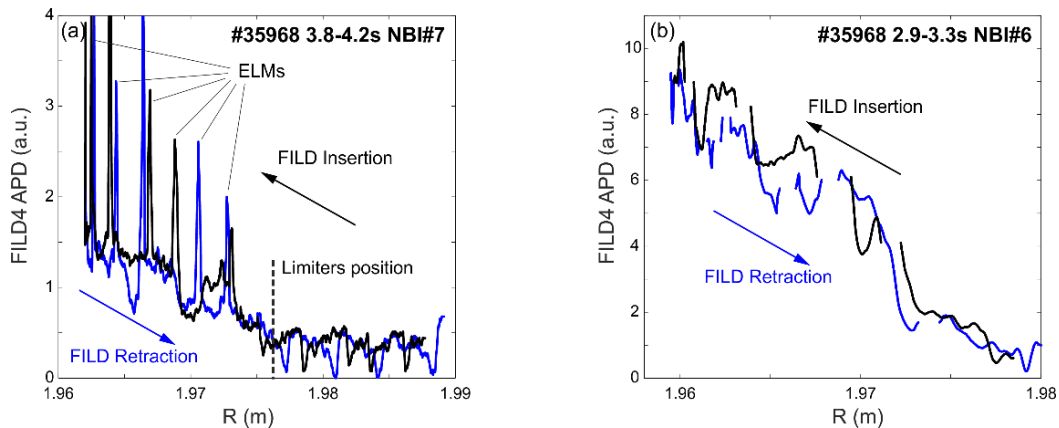 (a)
#35968 3.8-4.2s NBI#7
ELMs
FILD Insertion
Limiters position
FILD Retraction
FILD4 APD (a.u.)
4
3
2
1
0
1.96
1.97
1.98
1.99
R (m)
(b)
#35968 2.9-3.3s NBI#6
FILD Insertion
FILD Retraction
FILD4 APD (a.u.)
10
8
6
4
2
0
1.96
1.97
1.98
R (m)